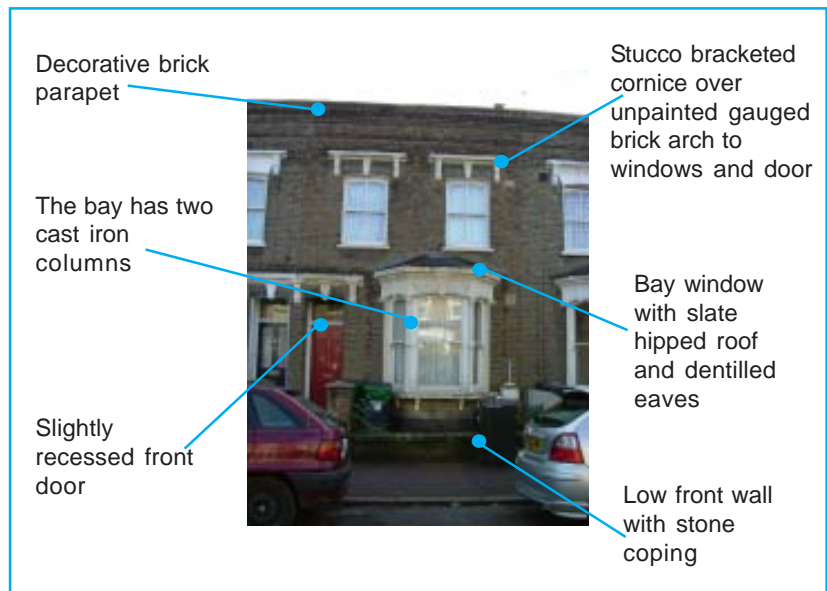 Decorative brick
parapet
The bay has two
cast iron
columns
Slightly
recessed front
door
Stucco bracketed
cornice over
unpainted gauged
brick arch to
windows and door
Bay window
with slate
hipped roof
and dentilled
eaves
Low front wall
with stone
coping